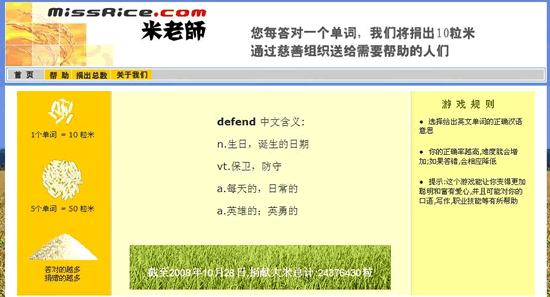 MissRice.com
米老師
您每答对一个单词，我们将捐出10粒米
通过慈善组织送给需要帮助的人们
首 页 帮 助 捐出总数 关于我们
1个单词 = 10 粒米
5个单词 = 50 粒米
答对的越多
捐赠的越多
defend 中文含义:
n.生日，诞生的日期
vt.保卫，防守
a.每天的，日常的
a.英雄的；英勇的
截至2008年10月28日,捐献大米总计:24376430粒
游 戏 规 则
● 选择给出英文单词的正确汉语
意思
● 你的正确率越高,难度就会增
加;如果答错,会相应降低
● 提示:这个游戏能让你变得更加
聪明和富有爱心,并且可能对你的
口语,写作,职业技能等有所帮助